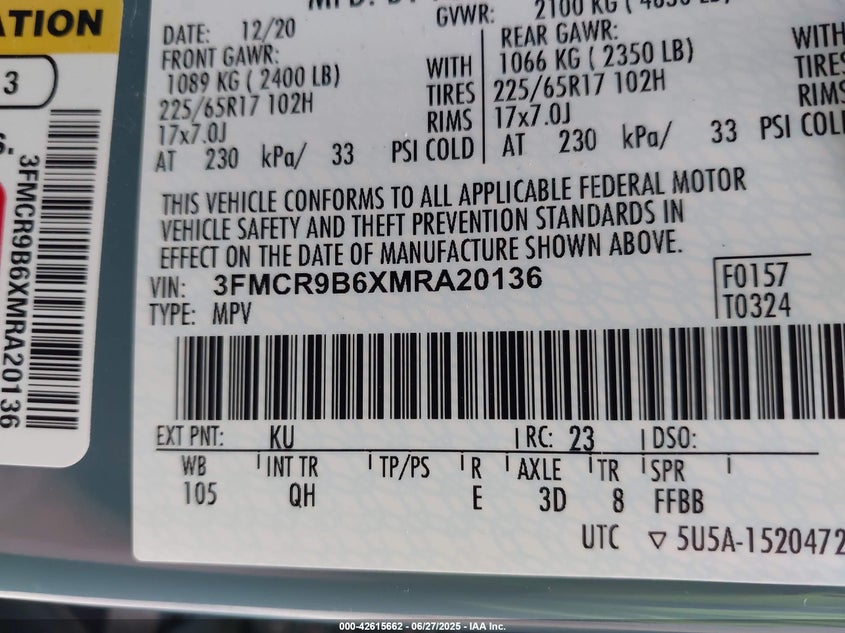 ATION
3
3FMCR9B6XMRA20136
GVWR: 2100 KG
DATE: 12/20
FRONT GAWR:
1089 KG ( 2400 LB)
225/65R17 102H
17x7.0J
WITH
TIRES
RIMS
AT 230 kPa/ 33 PSI COLD
REAR GAWR:
1066 KG ( 2350 LB)
225/65R17 102H
17x7.0J
WITH
TIRES
RIMS
AT 230 kPa/ 33 PSI COL
THIS VEHICLE CONFORMS TO ALL APPLICABLE FEDERAL MOTOR
VEHICLE SAFETY AND THEFT PREVENTION STANDARDS IN
EFFECT ON THE DATE OF MANUFACTURE SHOWN ABOVE.
VIN: 3FMCR9B6XMRA20136
F0157
T0324
TYPE: MPV
EXT PNT: KU RC: 23 DSO:
WB INT TR TP/PS R AXLE TR SPR
105 QH E 3D 8 FFBB
UTC ▽ 5U5A-1520472
000-42615662 - 06/27/2025 - IAA Inc.